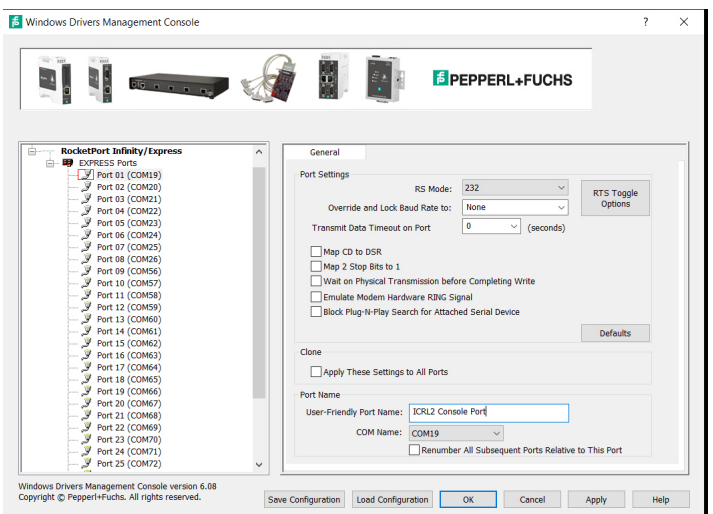 Windows Drivers Management Console
PEPPERL+FUCHS
RocketPort Infinity/Express
EXPRESS Ports
Port 01 (COM19)
Port 02 (COM20)
Port 03 (COM21)
Port 04 (COM22)
Port 05 (COM23)
Port 06 (COM24)
Port 07 (COM25)
Port 08 (COM26)
Port 09 (COM56)
Port 10 (COM57)
Port 11 (COM58)
Port 12 (COM59)
Port 13 (COM60)
Port 14 (COM61)
Port 15 (COM62)
Port 16 (COM63)
Port 17 (COM64)
Port 18 (COM65)
Port 19 (COM66)
Port 20 (COM67)
Port 21 (COM68)
Port 22 (COM69)
Port 23 (COM70)
Port 24 (COM71)
Port 25 (COM72)
General
Port Settings
RS Mode: 232
Override and Lock Baud Rate to: None
Transmit Data Timeout on Port 0 (seconds)
RTS Toggle
Options
Map CD to DSR
Map 2 Stop Bits to 1
Wait on Physical Transmission before Completing Write
Emulate Modem Hardware RING Signal
Block Plug-N-Play Search for Attached Serial Device
Defaults
Clone
Apply These Settings to All Ports
Port Name
User-Friendly Port Name: ICRL2 Console Port
COM Name: COM19
Renumber All Subsequent Ports Relative to This Port
Windows Drivers Management Console version 6.08
Copyright © Pepperl+Fuchs. All rights reserved.
Save Configuration Load Configuration OK Cancel Apply Help